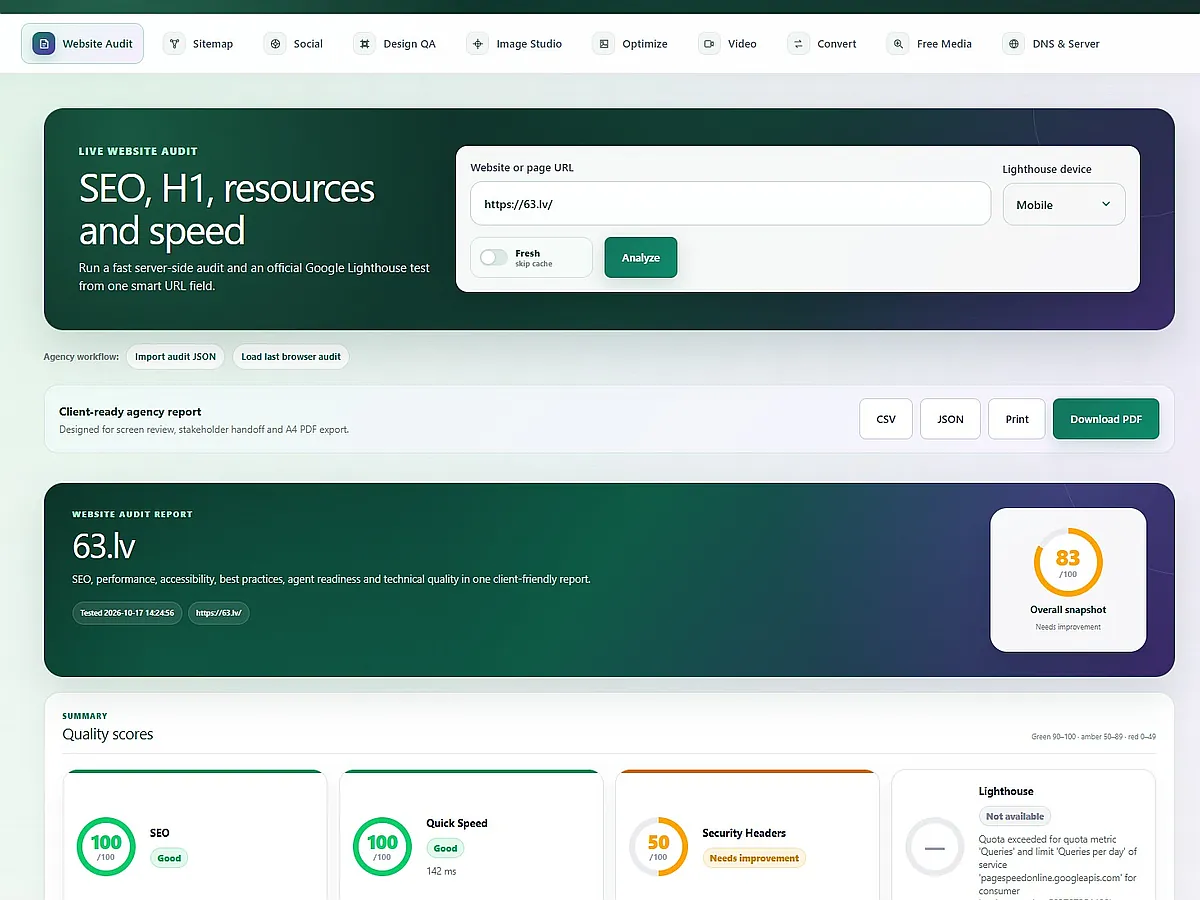 Website Audit
Sitemap
Social
Design QA
Image Studio
Optimize
Video
Convert
Free Media
DNS & Server
LIVE WEBSITE AUDIT
SEO, H1, resources
and speed
Run a fast server-side audit and an official Google Lighthouse test
from one smart URL field.
Website or page URL
https://63.lv/
Lighthouse device
Mobile
Fresh
skip cache
Analyze
Agency workflow:
Import audit JSON
Load last browser audit
Client-ready agency report
Designed for screen review, stakeholder handoff and A4 PDF export.
CSV
JSON
Print
Download PDF
WEBSITE AUDIT REPORT
63.lv
SEO, performance, accessibility, best practices, agent readiness and technical quality in one client-friendly report.
Tested 2026-10-17 14:24:56
https://63.lv/
83
/100
Overall snapshot
Needs improvement
SUMMARY
Quality scores
Green 90–100 · amber 50–89 · red 0–49
100
/100
SEO
Good
100
/100
Quick Speed
Good
142 ms
50
/100
Security Headers
Needs improvement
—
Lighthouse
Not available
Quota exceeded for quota metric
'Queries' and limit 'Queries per day' of
service
'pagespeedonline.googleapis.com' for
consumer